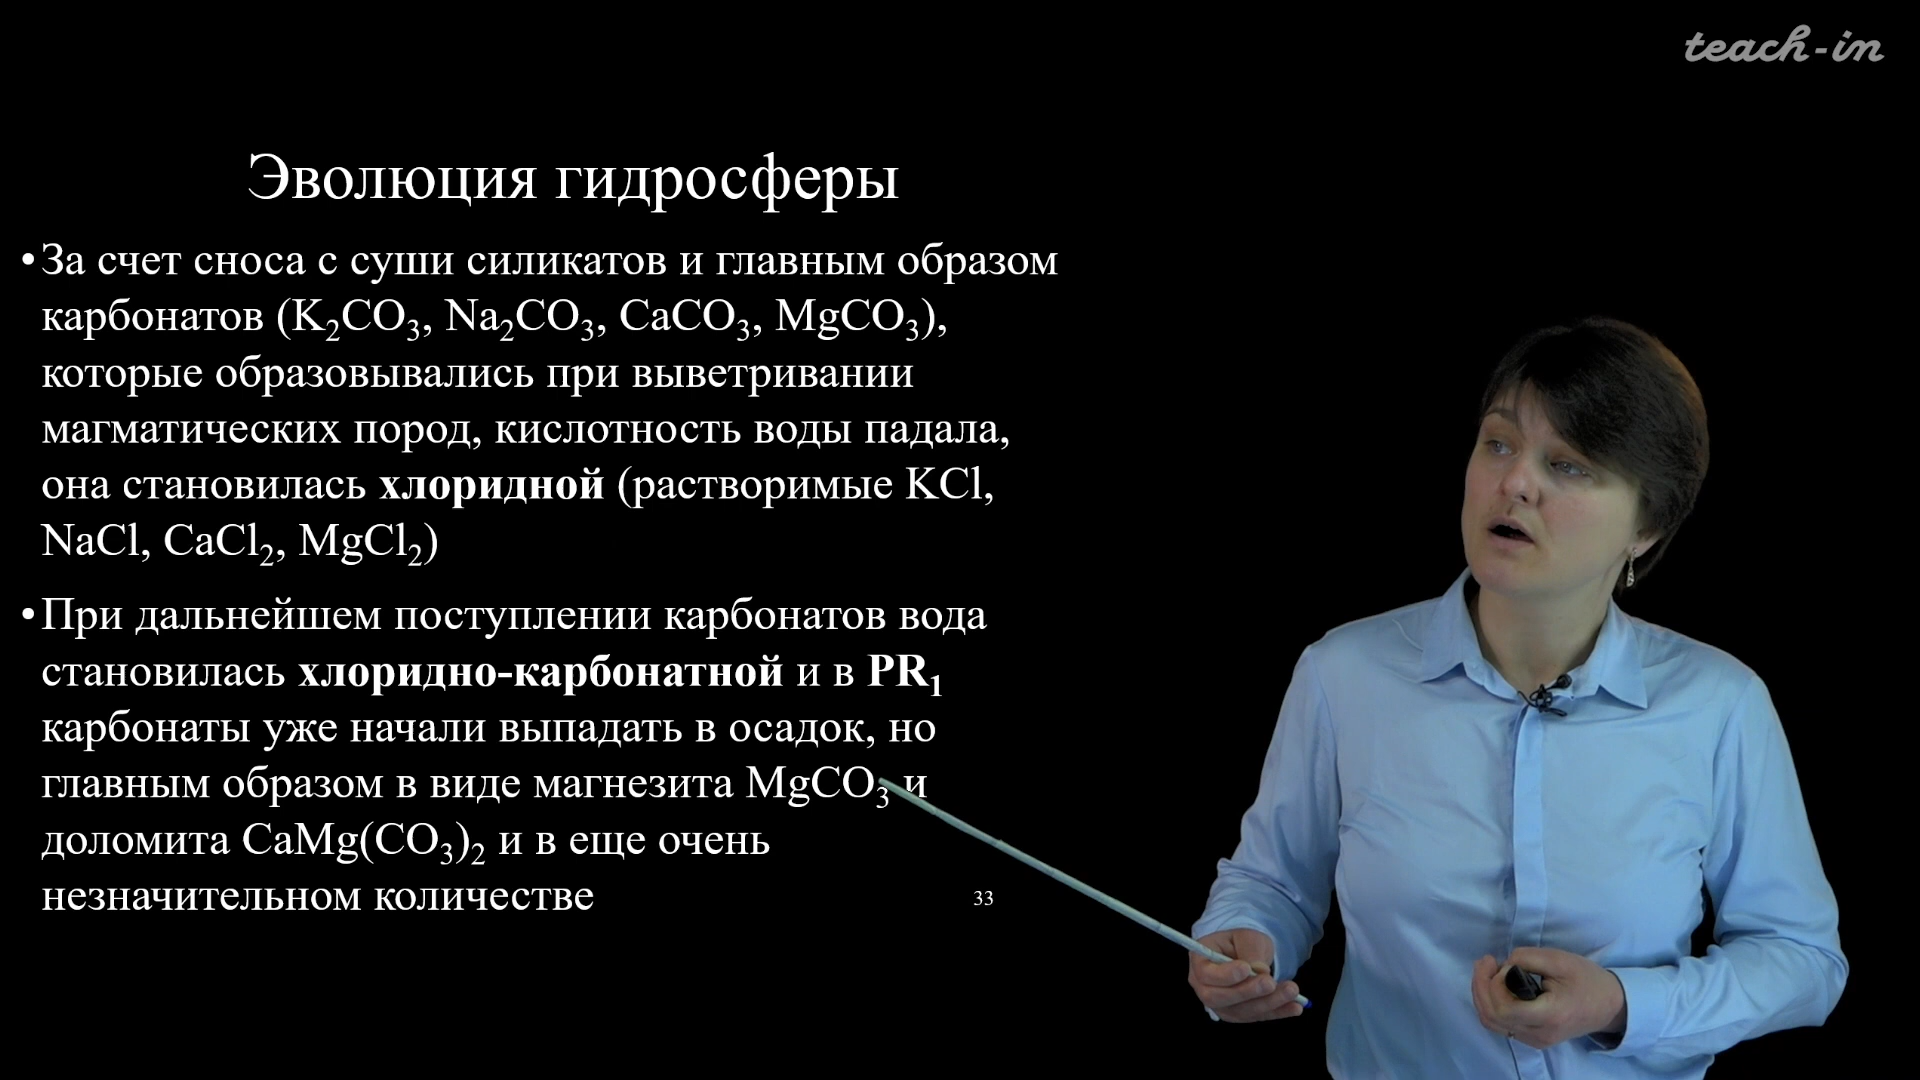 teach-in
Эволюция гидросферы
• За счет сноса с суши силикатов и главным образом
карбонатов (K₂CO₃, Na₂CO₃, CaCO₃, MgCO₃),
которые образовывались при выветривании
магматических пород, кислотность воды падала,
она становилась хлоридной (растворимые KCl,
NaCl, CaCl₂, MgCl₂)
• При дальнейшем поступлении карбонатов вода
становилась хлоридно-карбонатной и в PR₁
карбонаты уже начали выпадать в осадок, но
главным образом в виде магнезита MgCO₃ и
доломита CaMg(CO₃)₂ и в еще очень
незначительном количестве
33